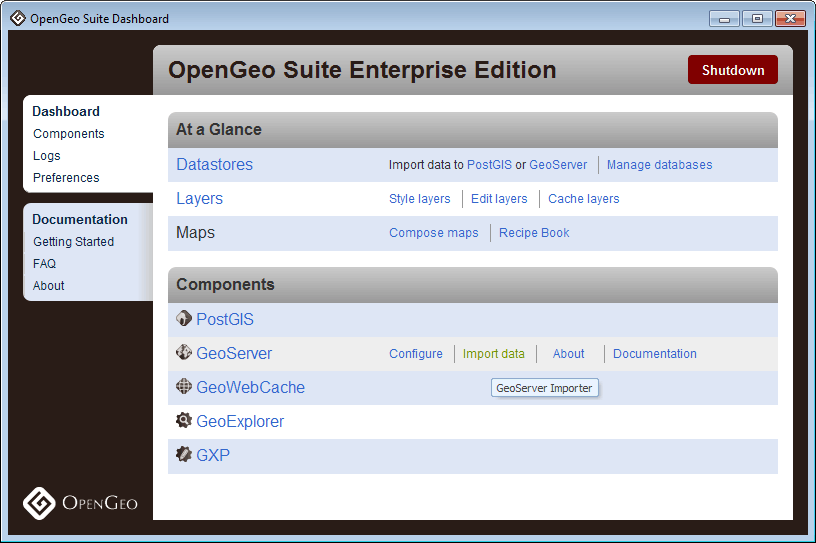 OpenGeo Suite Dashboard
OpenGeo Suite Enterprise Edition
Shutdown
Dashboard
Components
Logs
Preferences
Documentation
Getting Started
FAQ
About
At a Glance
Datastores Import data to PostGIS or GeoServer Manage databases
Layers Style layers Edit layers Cache layers
Maps Compose maps Recipe Book
Components
PostGIS
GeoServer Configure Import data About Documentation
GeoWebCache
GeoServer Importer
GeoExplorer
GXP
OpenGeo